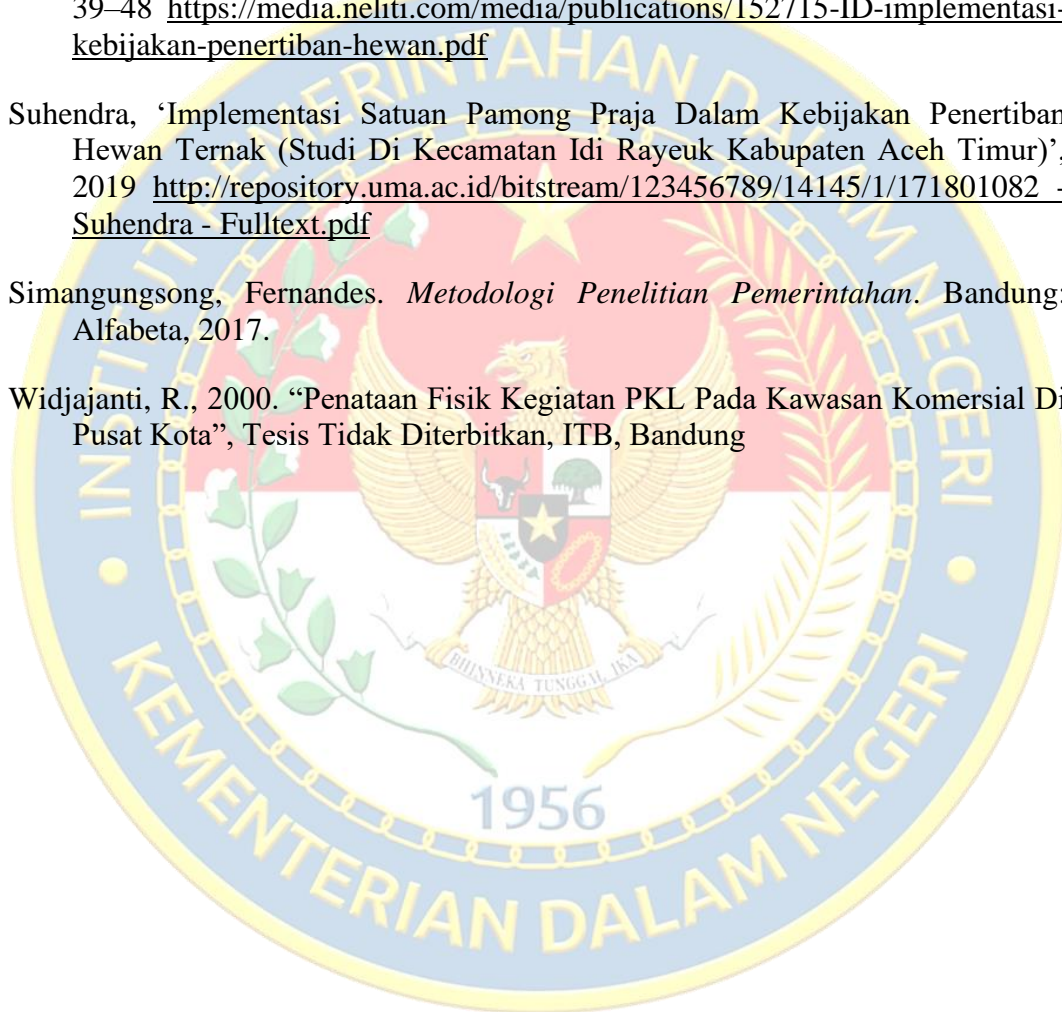 39–48 https://media.neliti.com/media/publications/152715-ID-implementasi-
kebijakan-penertiban-hewan.pdf
Suhendra, ‘Implementasi Satuan Pamong Praja Dalam Kebijakan Penertiban
Hewan Ternak (Studi Di Kecamatan Idi Rayeuk Kabupaten Aceh Timur)’,
2019 http://repository.uma.ac.id/bitstream/123456789/14145/1/171801082 -
Suhendra - Fulltext.pdf
Simangungsong, Fernandes. Metodologi Penelitian Pemerintahan. Bandung:
Alfabeta, 2017.
Widjajanti, R., 2000. “Penataan Fisik Kegiatan PKL Pada Kawasan Komersial Di
Pusat Kota”, Tesis Tidak Diterbitkan, ITB, Bandung
INSTITUT PEMERINTAHAN DALAM NEGERI
BHINNEKA TUNGGAL IKA
1956
KEMENTERIAN DALAM NEGERI